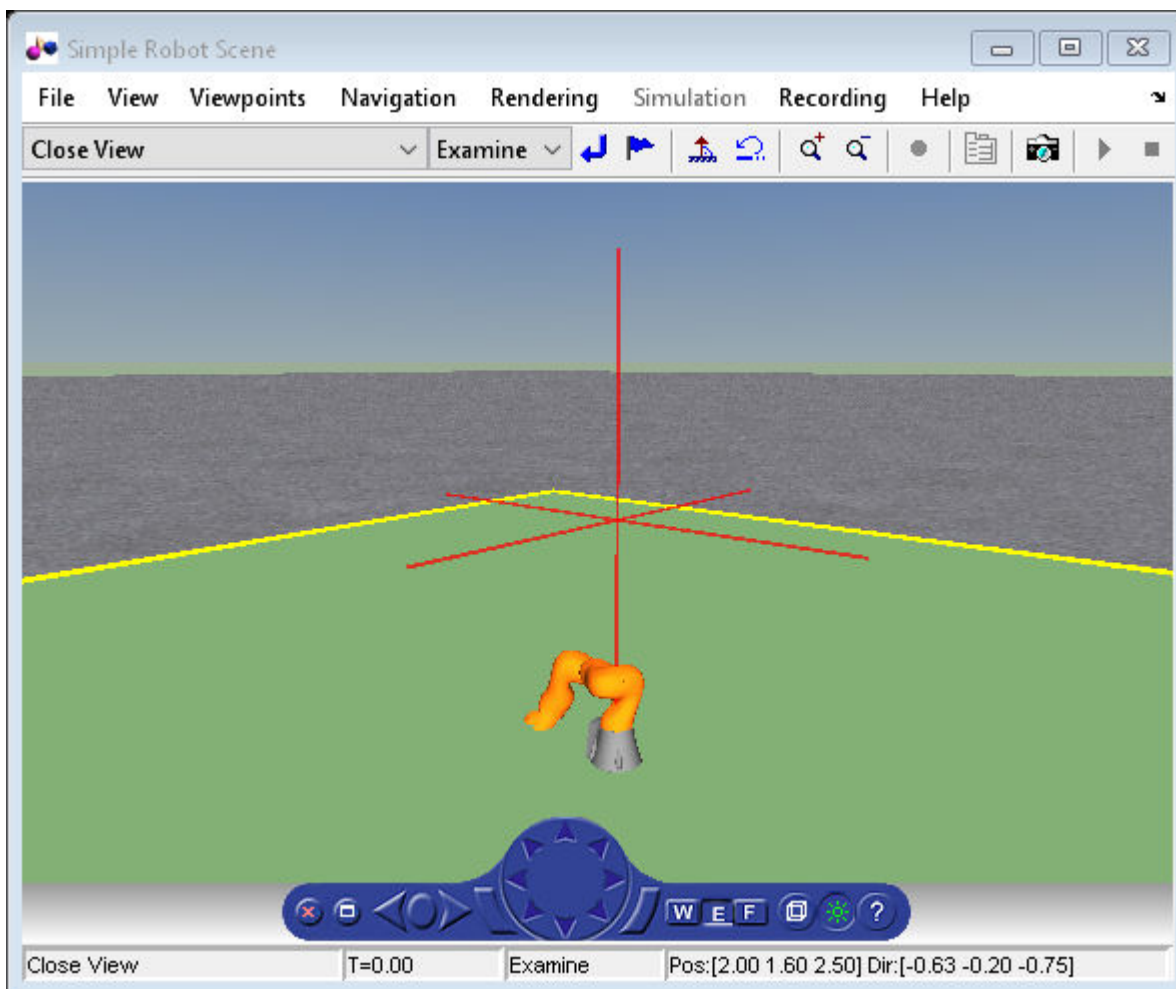 Simple Robot Scene
File View Viewpoints Navigation Rendering Simulation Recording Help
Close View Examine
W E F ?
Close View T=0.00 Examine Pos:[2.00 1.60 2.50] Dir:[-0.63 -0.20 -0.75]